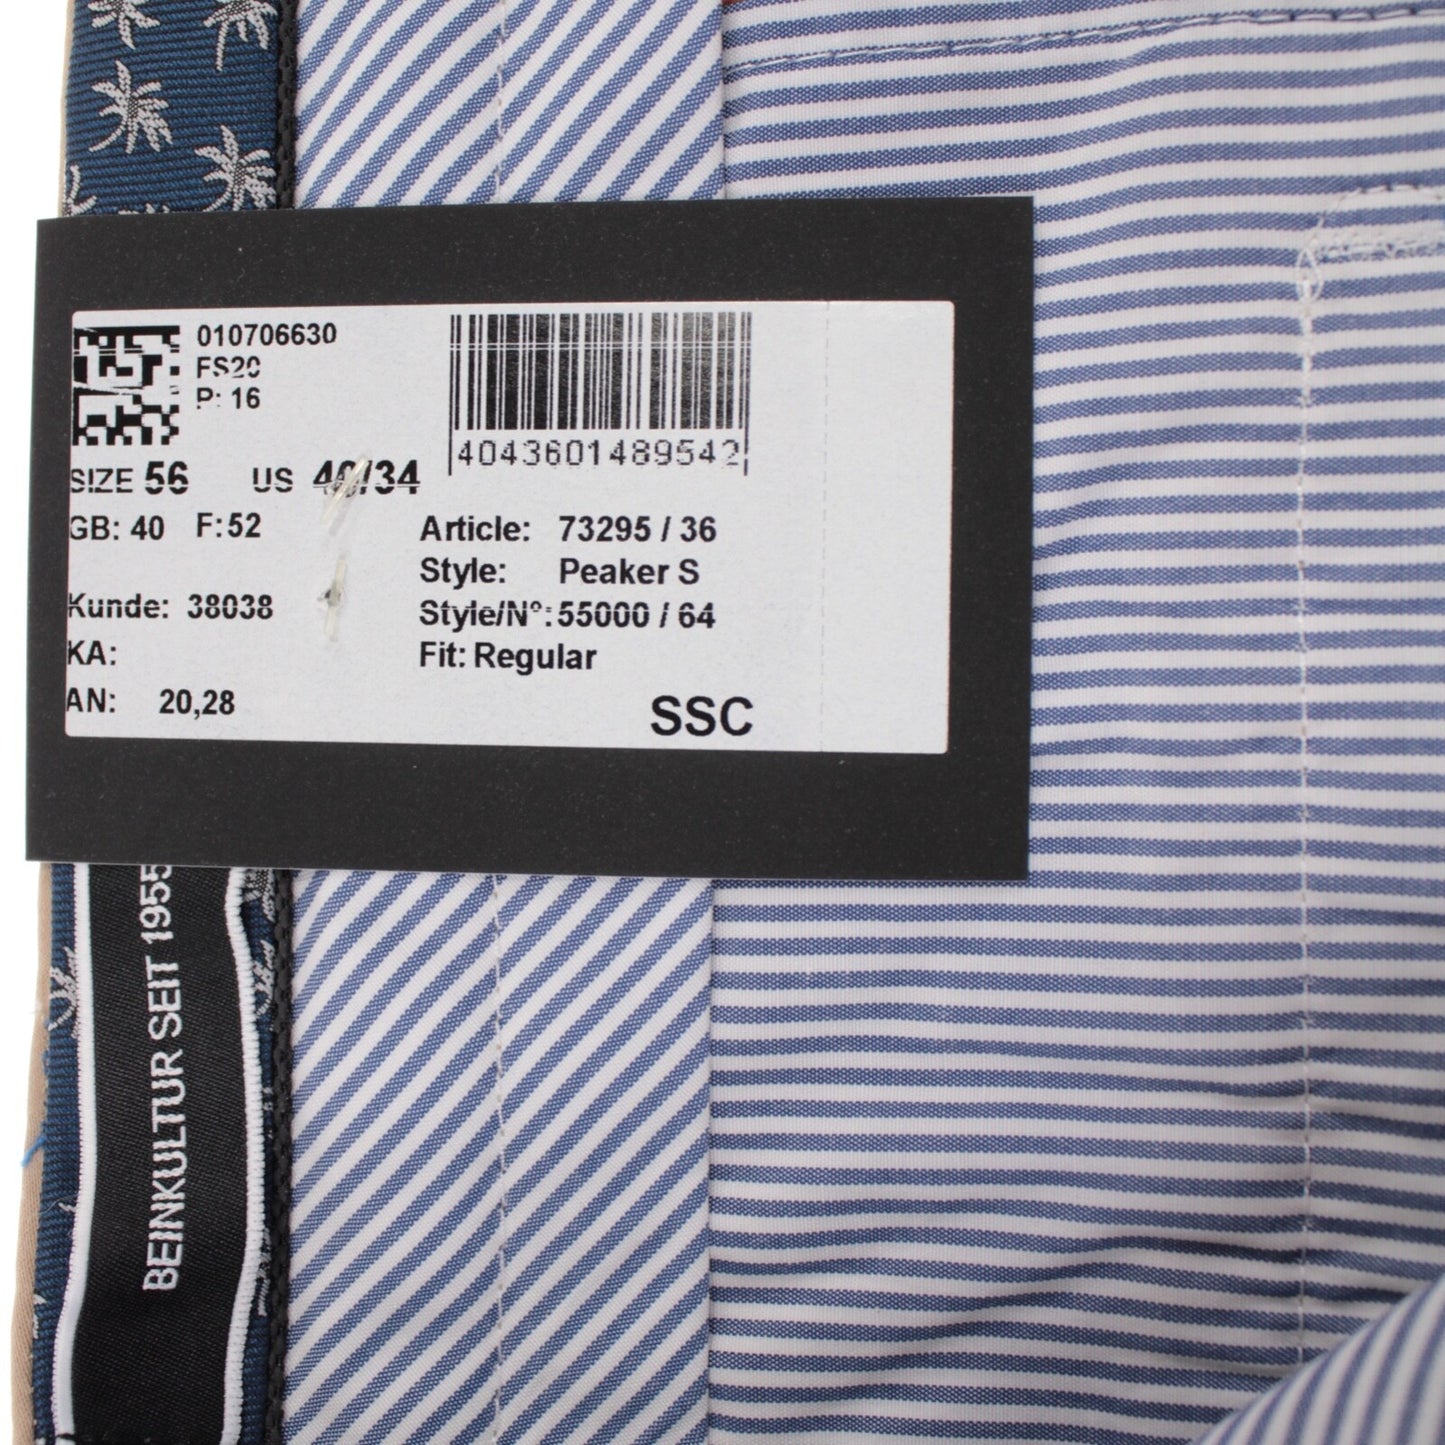 010706630
FS20
P: 16
4043601489542
SIZE 56 US 40/34
GB: 40 F:52
Article: 73295 / 36
Style: Peaker S
Kunde: 38038
Style/N°: 55000 / 64
KA:
Fit: Regular
AN: 20,28
SSC
BEINKULTUR SEIT 1955